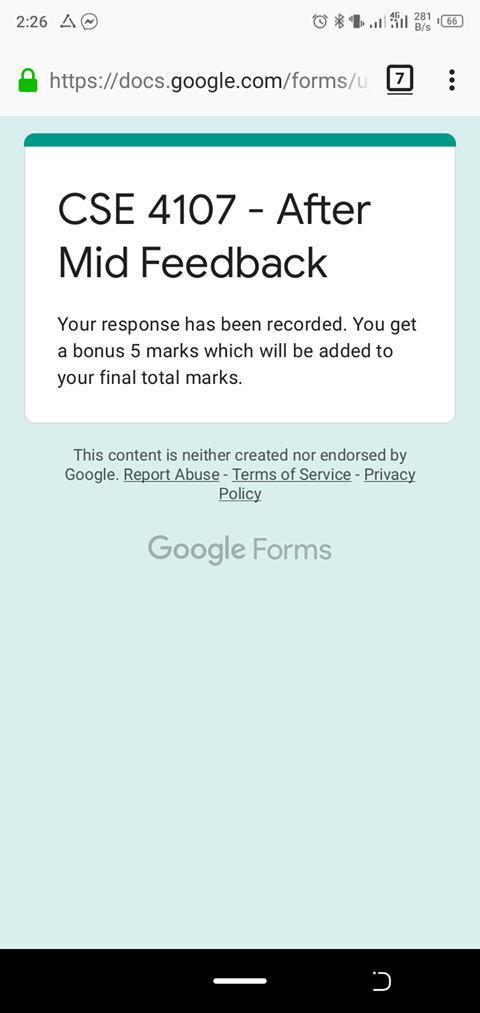 2:26 4G 281 B/s 66
https://docs.google.com/forms/u 7
CSE 4107 - After
Mid Feedback
Your response has been recorded. You get
a bonus 5 marks which will be added to
your final total marks.
This content is neither created nor endorsed by
Google. Report Abuse - Terms of Service - Privacy
Policy
Google Forms